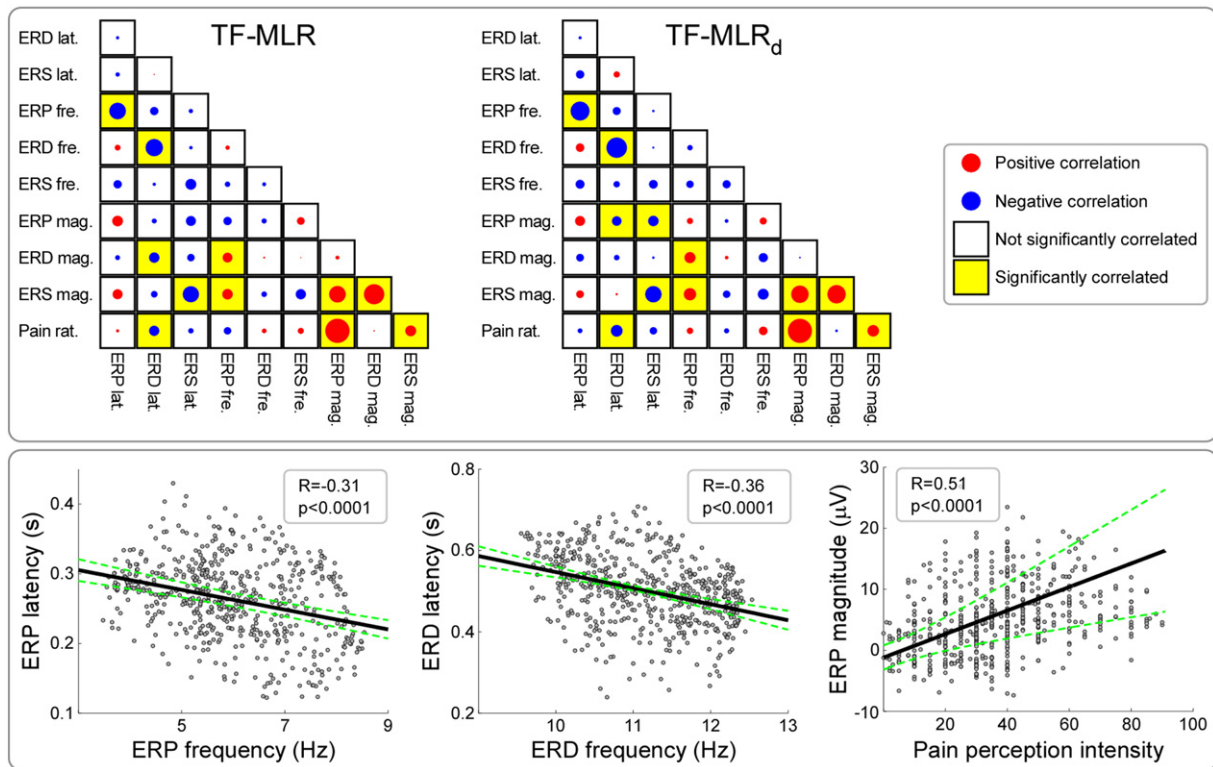 TF-MLR
ERD lat.
ERS lat.
ERP fre.
ERD fre.
ERS fre.
ERP mag.
ERD mag.
ERS mag.
Pain rat.
ERP lat.
ERD lat.
ERS lat.
ERP fre.
ERD fre.
ERS fre.
ERP mag.
ERD mag.
ERS mag.
TF-MLRd
ERD lat.
ERS lat.
ERP fre.
ERD fre.
ERS fre.
ERP mag.
ERD mag.
ERS mag.
Pain rat.
ERP lat.
ERD lat.
ERS lat.
ERP fre.
ERD fre.
ERS fre.
ERP mag.
ERD mag.
ERS mag.
Positive correlation
Negative correlation
Not significantly correlated
Significantly correlated
ERP latency (s)
0.4
0.3
0.2
0.1
R=-0.31
p<0.0001
5 7 9
ERP frequency (Hz)
ERD latency (s)
0.8
0.6
0.4
0.2
R=-0.36
p<0.0001
10 11 12 13
ERD frequency (Hz)
ERP magnitude (μV)
30
20
10
0
-10
R=0.51
p<0.0001
20 40 60 80 100
Pain perception intensity